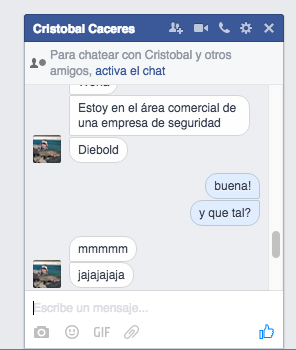 Cristobal Caceres
Para chatear con Cristobal y otros
amigos, activa el chat
Estoy en el área comercial de
una empresa de seguridad
Diebold
buena!
y que tal?
mmmmm
jajajajaja
Escribe un mensaje...
GIF